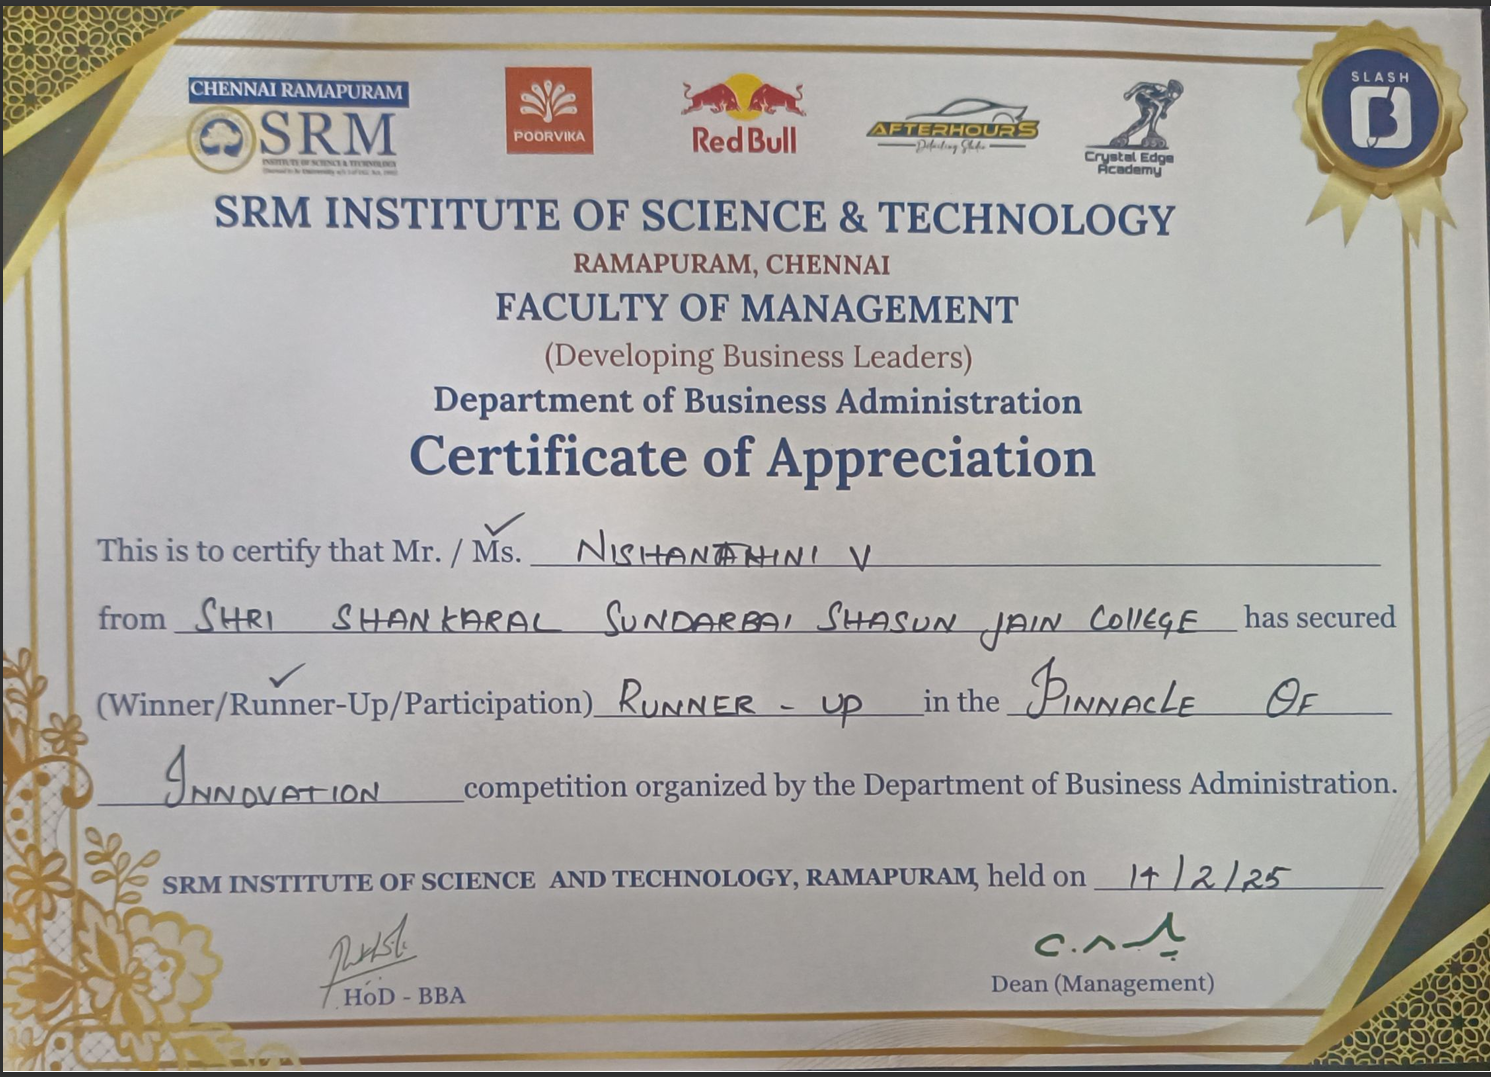 CHENNAI RAMAPURAM
SRM
INSTITUTE OF SCIENCE & TECHNOLOGY
POORVIKA
Red Bull
AFTERHOURS
Detailing Studio
Crystal Edge
Academy
SLASH
SRM INSTITUTE OF SCIENCE & TECHNOLOGY
RAMAPURAM, CHENNAI
FACULTY OF MANAGEMENT
(Developing Business Leaders)
Department of Business Administration
Certificate of Appreciation
This is to certify that Mr. / Ms. NISHANTHINI V
from SHRI SHANKARAL SUNDARBAI SHASUN JAIN COllEGE has secured
(Winner/Runner-Up/Participation) RUNNER - UP in the PINNACLE OF
INNOVATION competition organized by the Department of Business Administration.
SRM INSTITUTE OF SCIENCE AND TECHNOLOGY, RAMAPURAM, held on 14/2/25
HoD - BBA
Dean (Management)